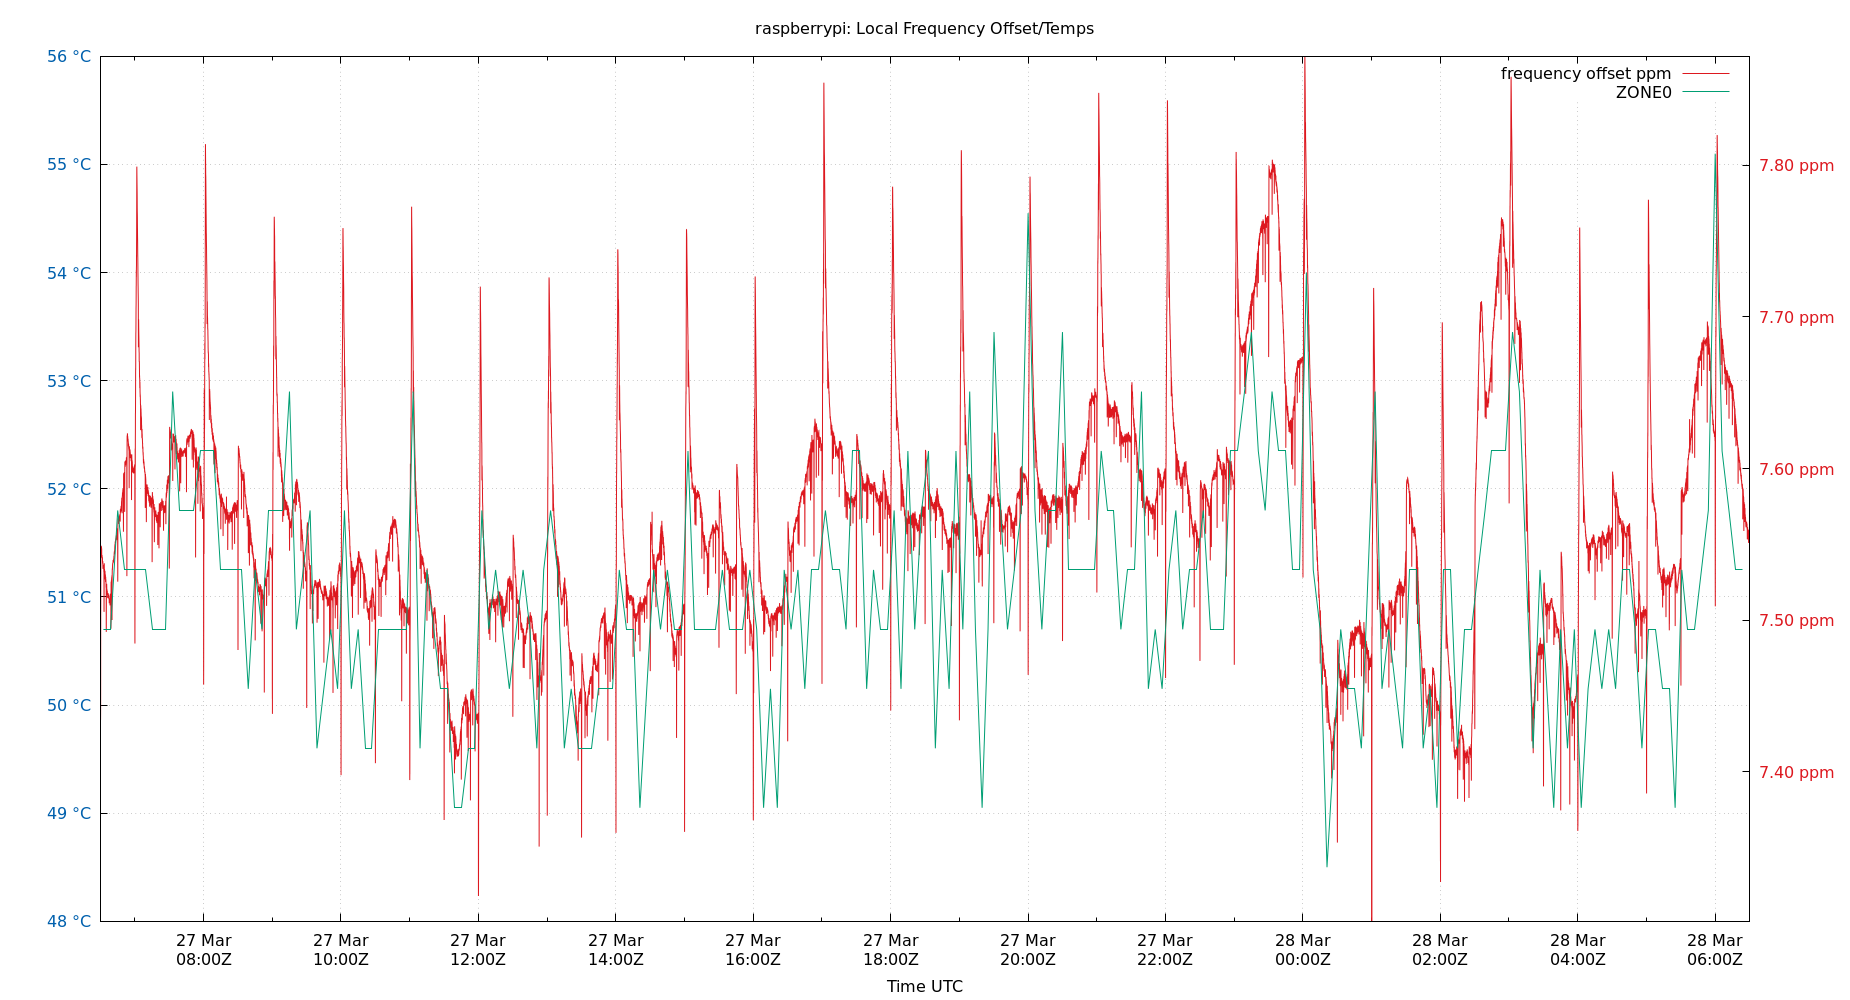 raspberrypi: Local Frequency Offset/Temps
frequency offset ppm
ZONE0
56 °C
55 °C
54 °C
53 °C
52 °C
51 °C
50 °C
49 °C
48 °C
7.80 ppm
7.70 ppm
7.60 ppm
7.50 ppm
7.40 ppm
27 Mar
08:00Z
27 Mar
10:00Z
27 Mar
12:00Z
27 Mar
14:00Z
27 Mar
16:00Z
27 Mar
18:00Z
27 Mar
20:00Z
27 Mar
22:00Z
28 Mar
00:00Z
28 Mar
02:00Z
28 Mar
04:00Z
28 Mar
06:00Z
Time UTC